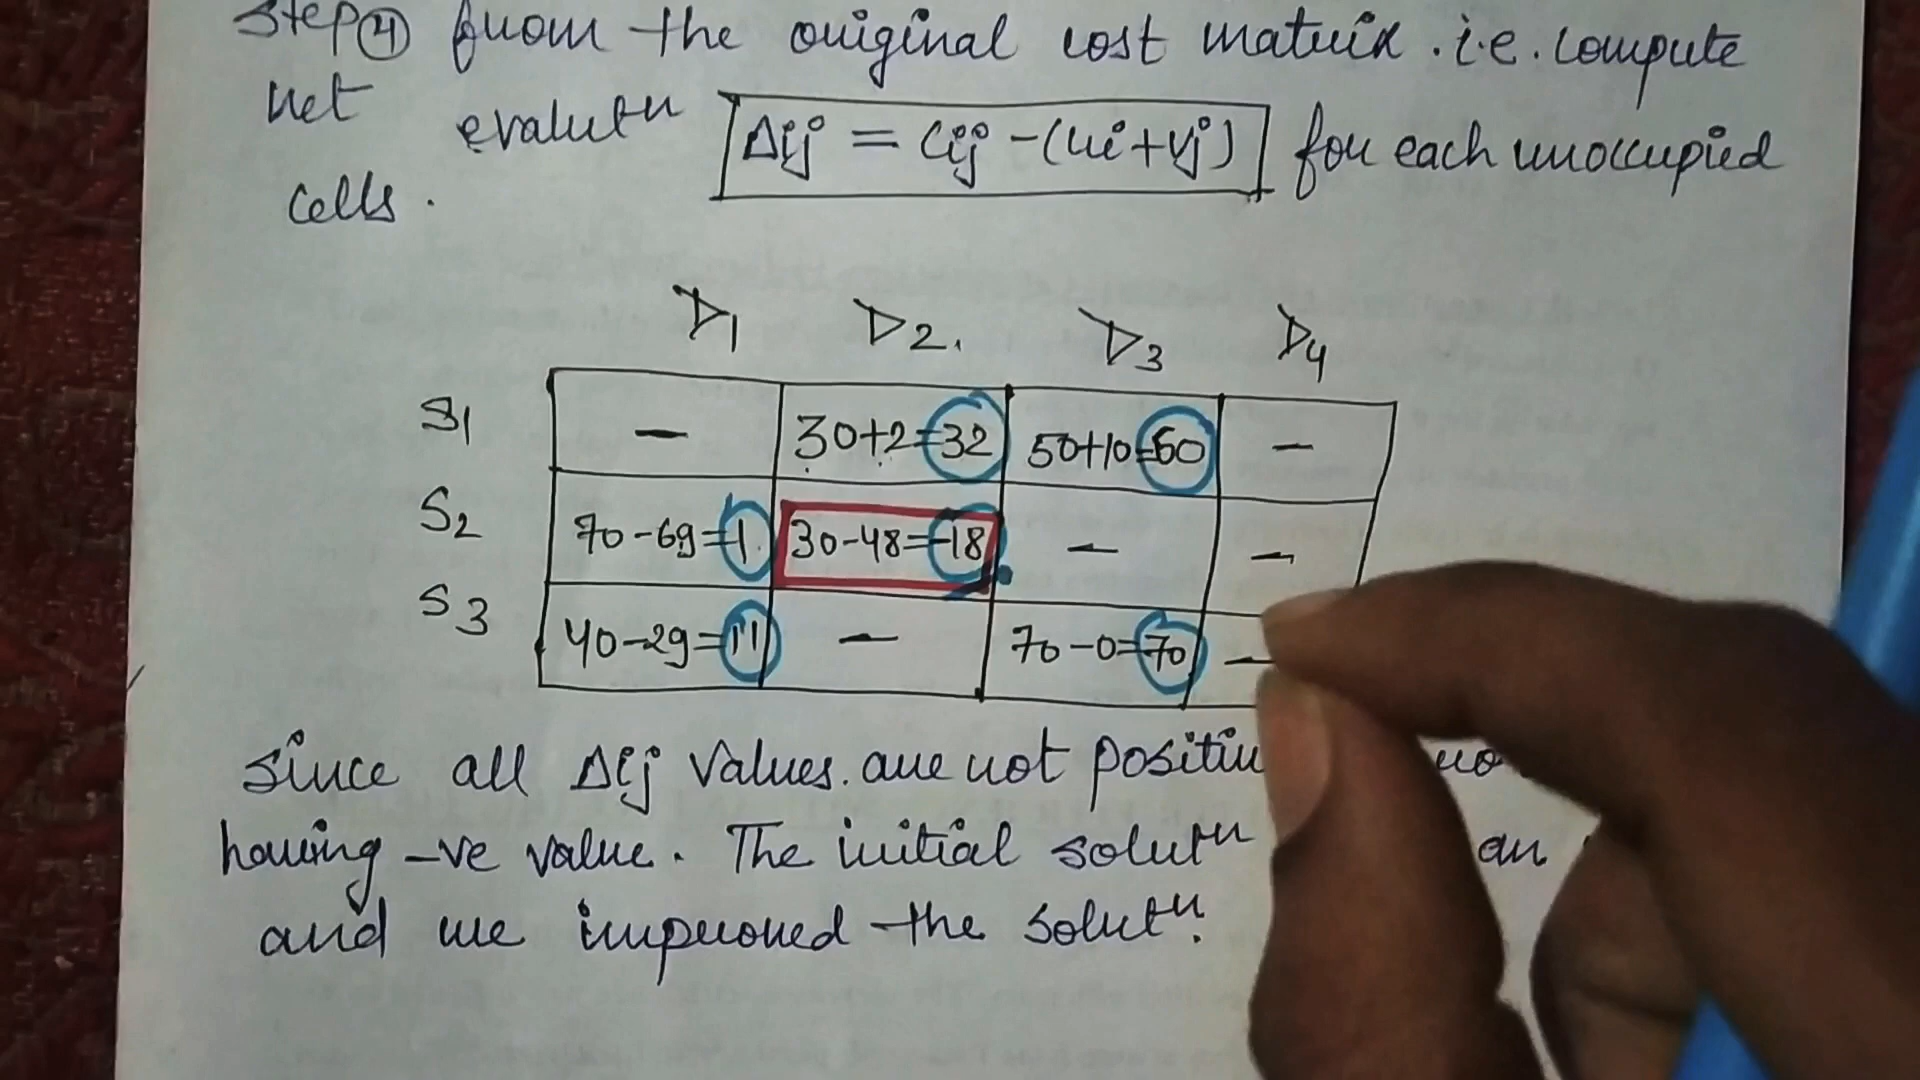 Step ④ from the original cost matrix . i.e. compute
net evalutn Δij = Cij - (ui + vj) for each unoccupied
cells .
D1 D2. D3 D4
S1 — 30+2=32 50+10=60 —
S2 70-69=1 30-48=-18 — —
S3 40-29=11 — 70-0=70 —
Since all Δij values. are not
having -ve value. The initial solutn an
and we improved the solutn.